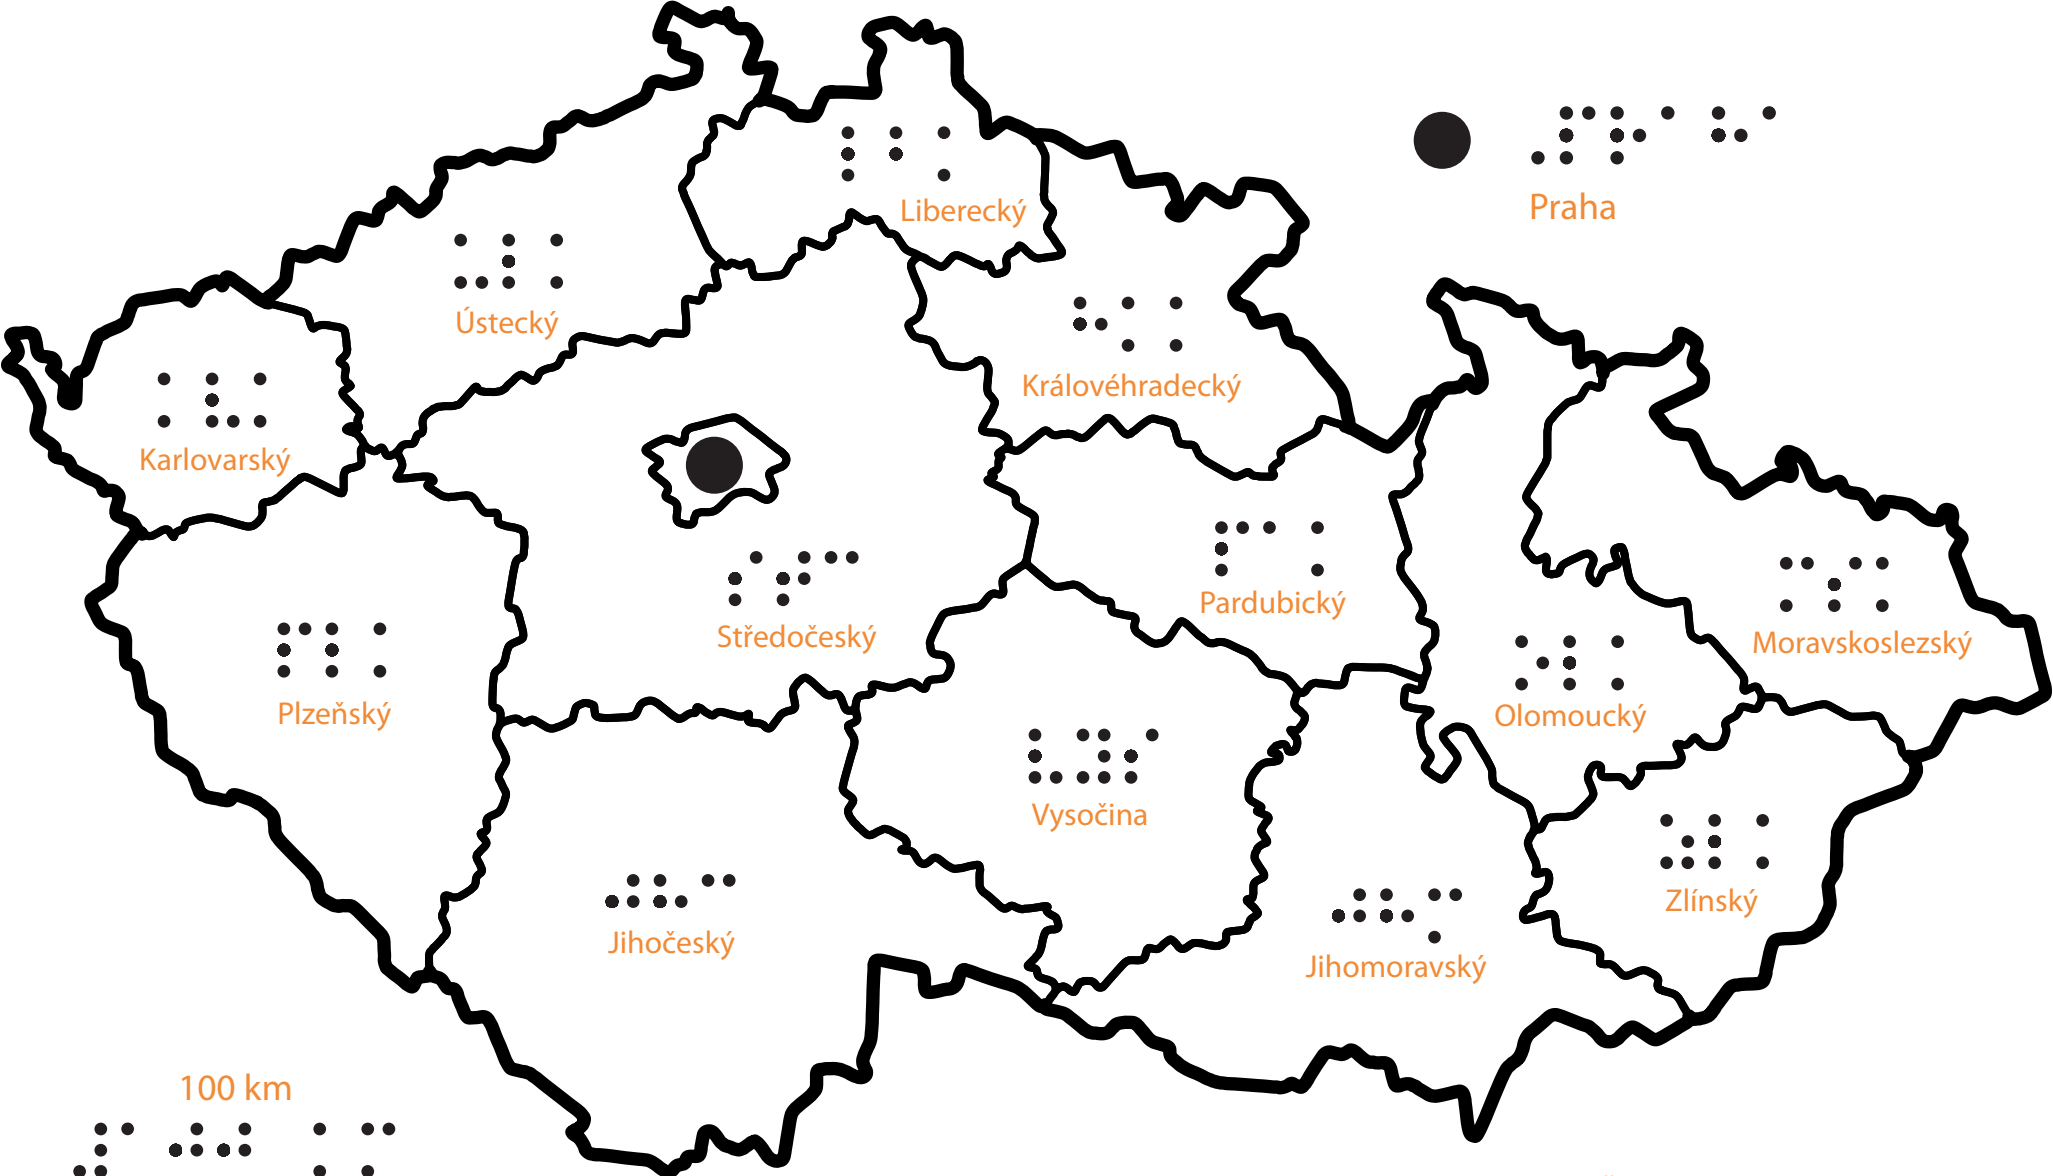 Praha
Liberecký
Ústecký
Královéhradecký
Karlovarský
Pardubický
Středočeský
Moravskoslezský
Plzeňský
Olomoucký
Vysočina
Zlínský
Jihočeský
Jihomoravský
100 km